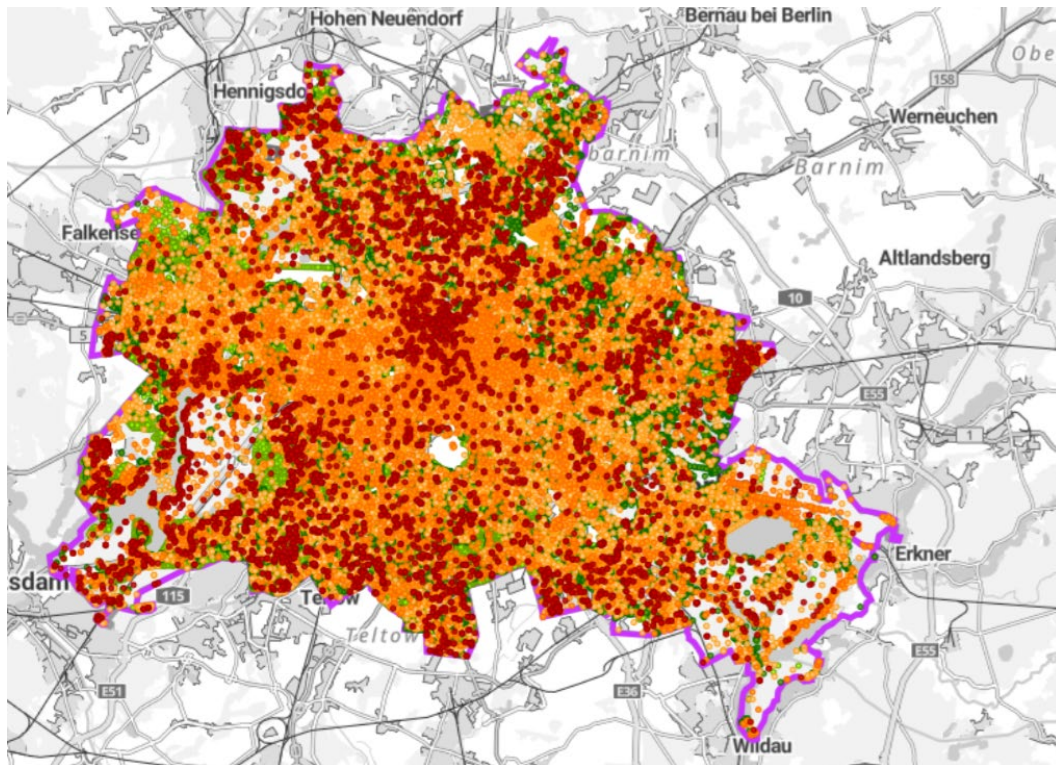 Hohen Neuendorf
Bernau bei Berlin
Obe
158
Hennigsdo
Werneuchen
barnim
Barnim
Falkense
Altlandsberg
10
5
E55
1
Erkner
sdam
115
Teltow
Teltow
E55
E51
E36
Wildau